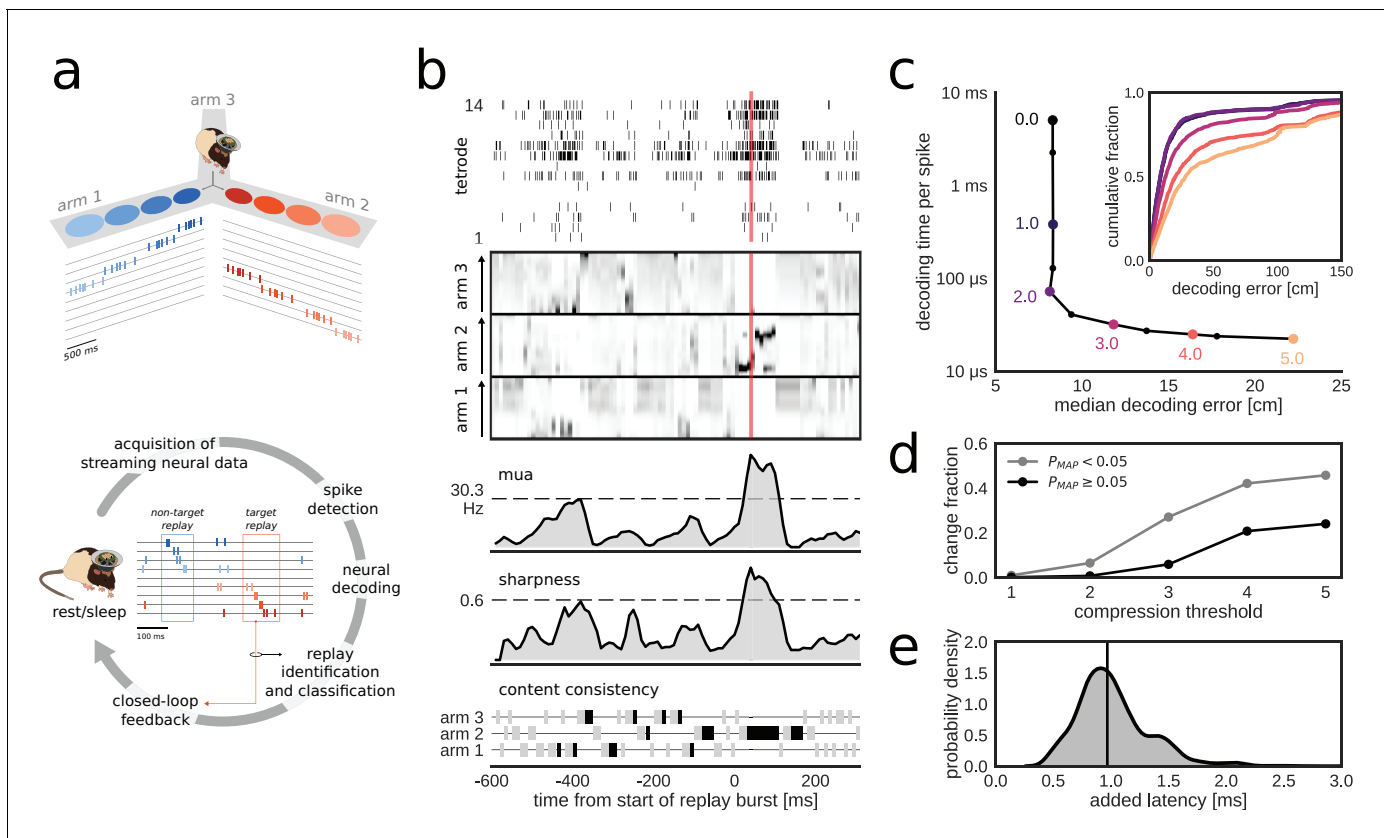 a
arm 3
arm 1
arm 2
500 ms
acquisition of
streaming neural data
spike
detection
neural
decoding
replay
identification
and classification
closed-loop
feedback
rest/sleep
non-target
replay
target
replay
100 ms
b
14
tetrode
1
arm 3
arm 2
arm 1
mua
30.3
Hz
sharpness
0.6
content consistency
arm 3
arm 2
arm 1
-600 -400 -200 0 200
time from start of replay burst [ms]
c
10 ms
1 ms
100 μs
10 μs
decoding time per spike
0.0
1.0
2.0
3.0
4.0
5.0
5 10 15 20 25
median decoding error [cm]
1.0
0.5
0.0
cumulative fraction
0 50 100 150
decoding error [cm]
d
0.6
0.4
0.2
0.0
change fraction
P_MAP < 0.05
P_MAP ≥ 0.05
1 2 3 4 5
compression threshold
e
2.0
1.5
1.0
0.5
0.0
probability density
0.0 0.5 1.0 1.5 2.0 2.5 3.0
added latency [ms]